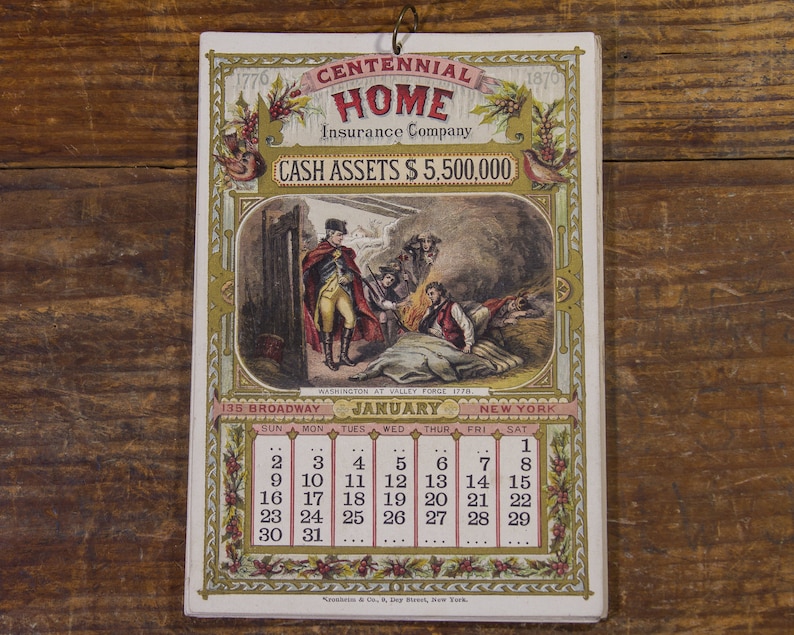 1776 CENTENNIAL 1876
HOME
Insurance Company
CASH ASSETS $ 5,500,000
WASHINGTON AT VALLEY FORGE 1778.
135 BROADWAY JANUARY NEW YORK
SUN MON TUES WED THUR FRI SAT
.. .. ... ... ... .. 1
2 3 4 5 6 7 8
9 10 11 12 13 14 15
16 17 18 19 20 21 22
23 24 25 26 27 28 29
30 31 ... ... ... ... ...
Kronheim & Co., 9, Dey Street, New York.